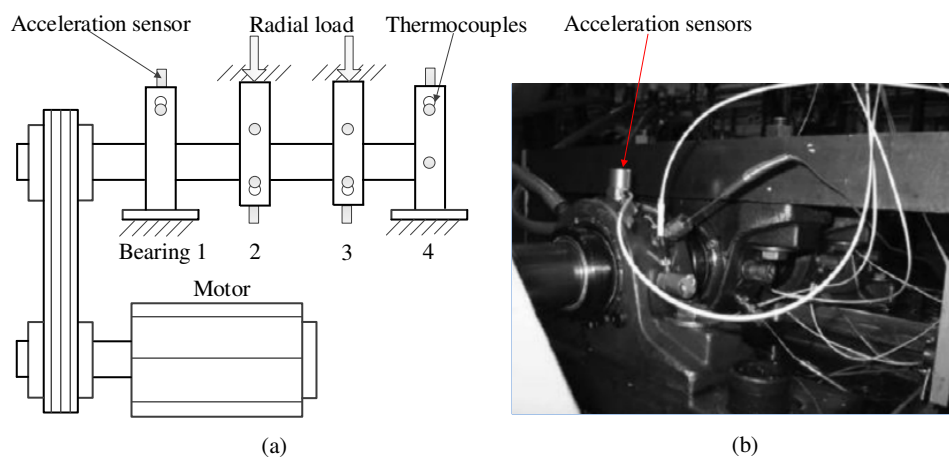 Acceleration sensor
Radial load
Thermocouples
Acceleration sensors
Bearing 1
2
3
4
Motor
(a)
(b)